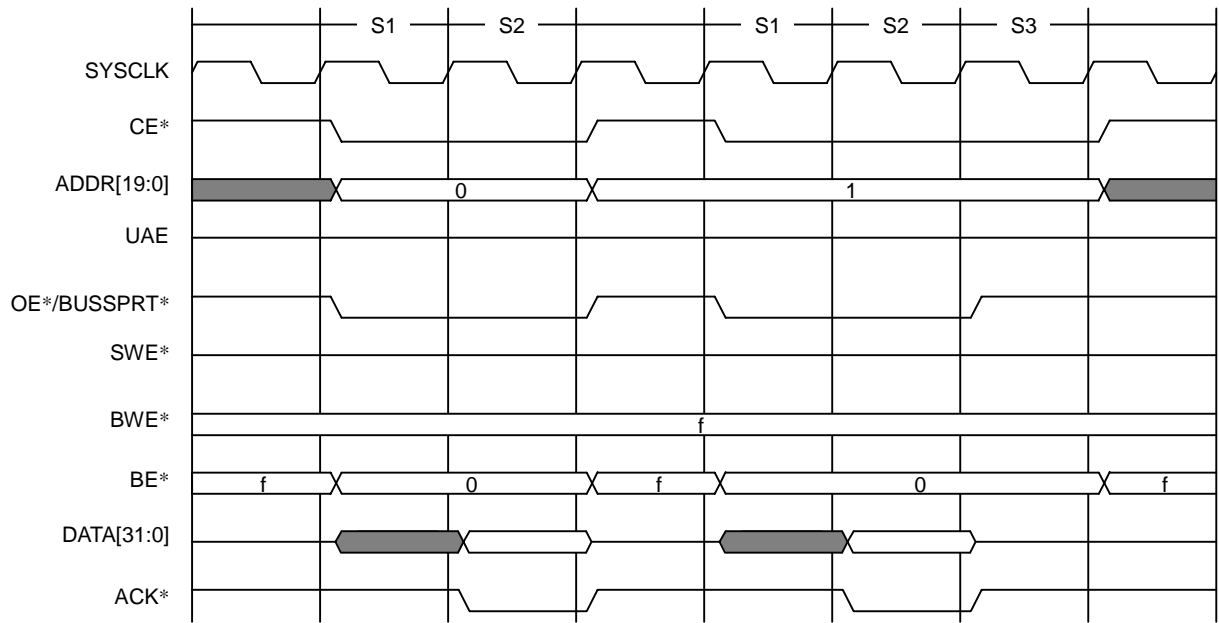 S1 S2 S1 S2 S3
SYSCLK
CE*
ADDR[19:0] 0 1
UAE
OE*/BUSSPRT*
SWE*
BWE* f
BE* f 0 f 0 f
DATA[31:0]
ACK*